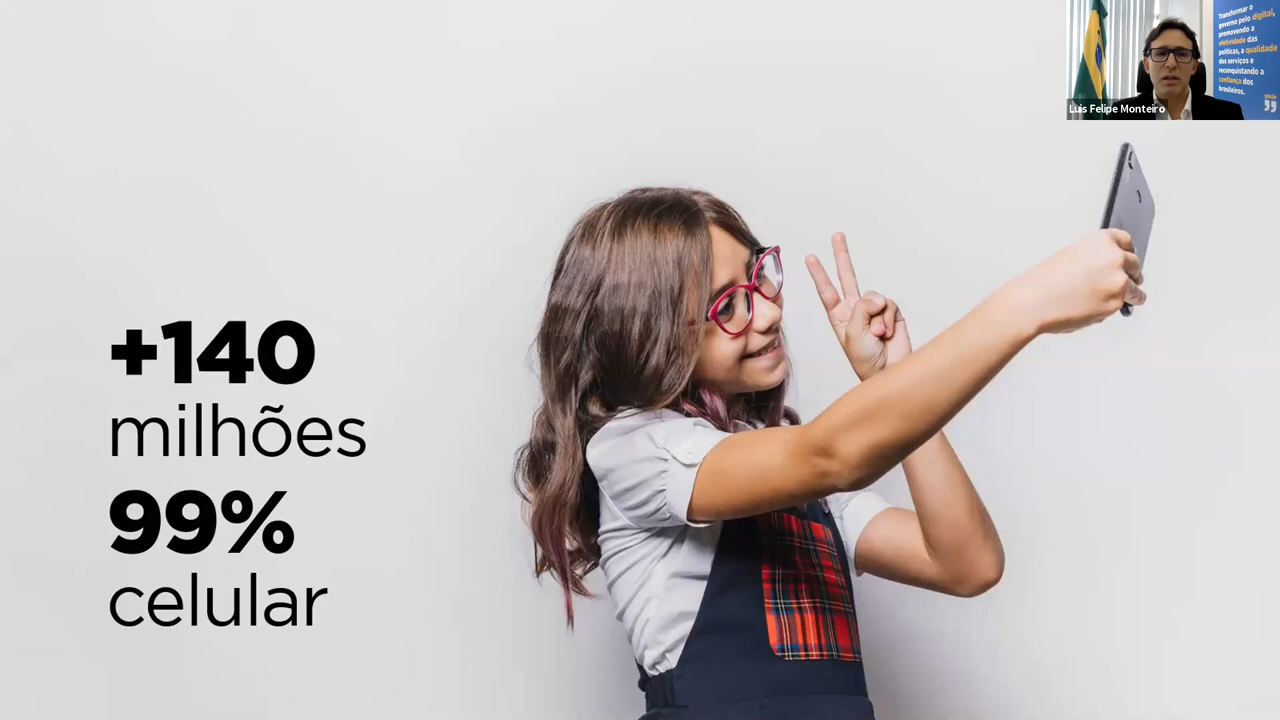 Transformar o
governo pelo digital,
promovendo a
efetividade das
políticas, a qualidade
dos serviços e
reconquistando a
confiança dos
brasileiros.
Luis Felipe Monteiro
+140
milhões
99%
celular